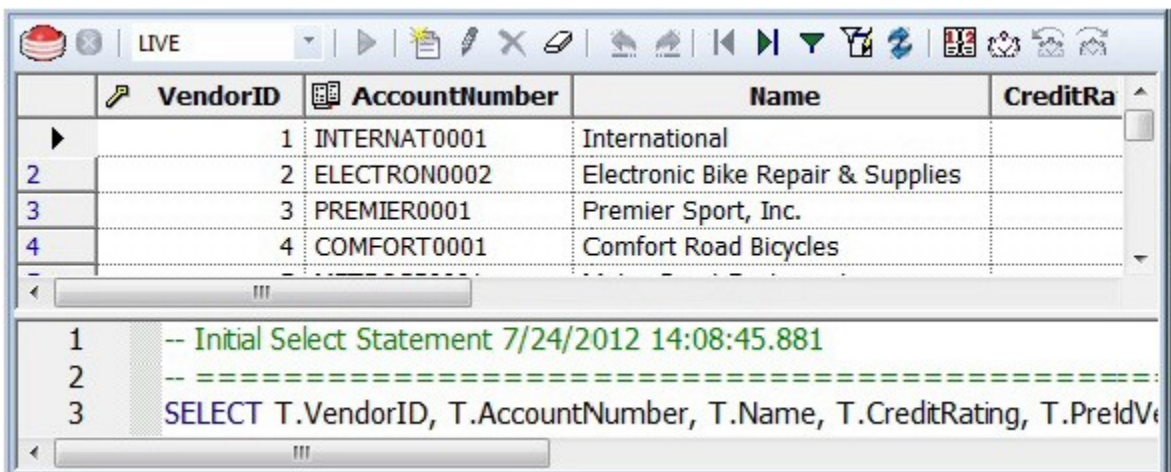 LIVE
VendorID AccountNumber Name CreditRa
1 INTERNAT0001 International
2 2 ELECTRON0002 Electronic Bike Repair & Supplies
3 3 PREMIER0001 Premier Sport, Inc.
4 4 COMFORT0001 Comfort Road Bicycles
1 -- Initial Select Statement 7/24/2012 14:08:45.881
2 -- ==============================================
3 SELECT T.VendorID, T.AccountNumber, T.Name, T.CreditRating,